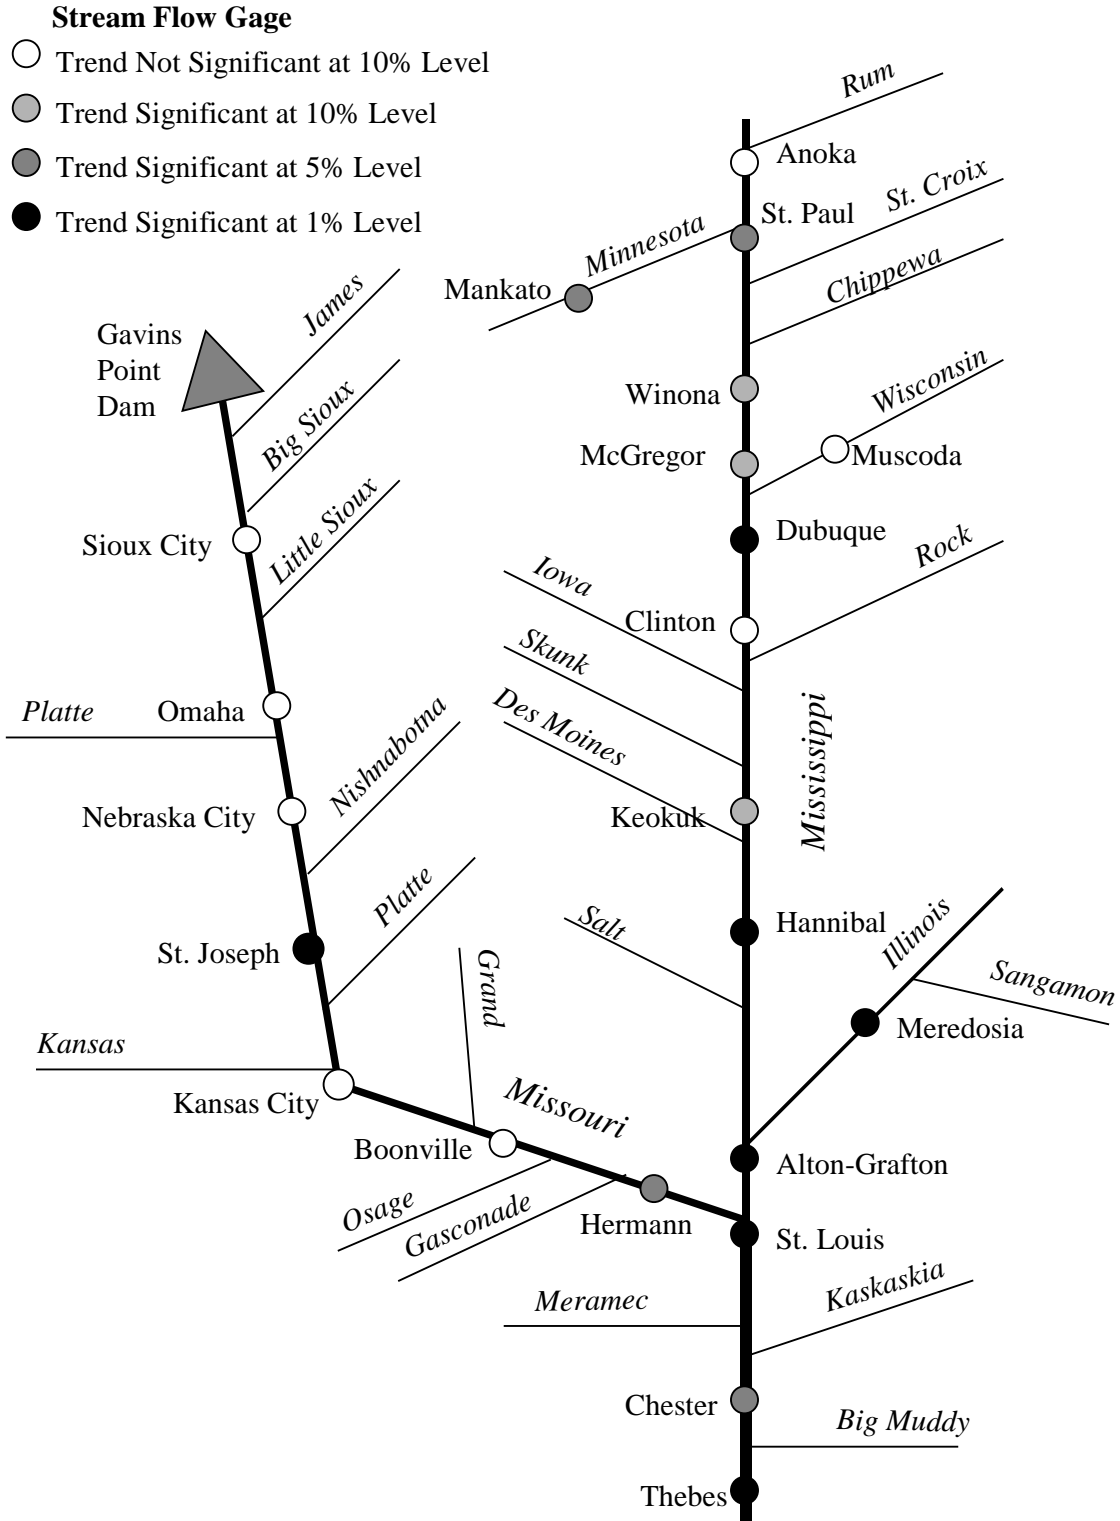 Stream Flow Gage
Trend Not Significant at 10% Level
Trend Significant at 10% Level
Trend Significant at 5% Level
Trend Significant at 1% Level
Rum
Anoka
St. Croix
St. Paul
Minnesota
Chippewa
Mankato
James
Gavins
Point
Dam
Wisconsin
Winona
Big Sioux
McGregor
Muscoda
Little Sioux
Sioux City
Dubuque
Rock
Iowa
Clinton
Skunk
Platte
Omaha
Nishnabotna
Des Moines
Mississippi
Nebraska City
Keokuk
Platte
Salt
Hannibal
Illinois
St. Joseph
Grand
Sangamon
Meredosia
Kansas
Kansas City
Missouri
Boonville
Alton-Grafton
Osage
Gasconade
Hermann
St. Louis
Kaskaskia
Meramec
Chester
Big Muddy
Thebes